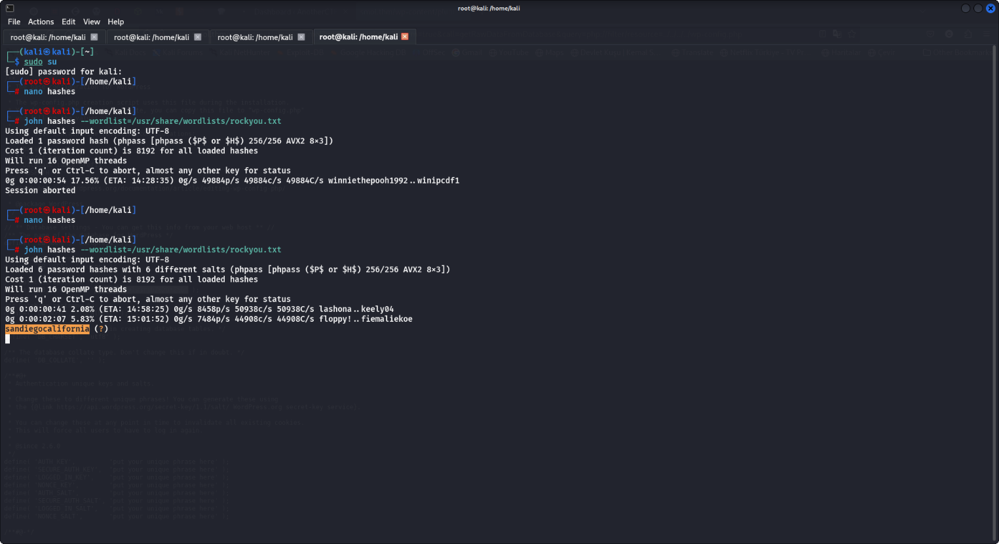 root@kali: /home/kali
File Actions Edit View Help
root@kali: /home/kali root@kali: /home/kali root@kali: /home/kali root@kali: /home/kali
┌──(kali㉿kali)-[~]
└─$ sudo su
[sudo] password for kali:
┌──(root㉿kali)-[/home/kali]
└─# nano hashes
┌──(root㉿kali)-[/home/kali]
└─# john hashes --wordlist=/usr/share/wordlists/rockyou.txt
Using default input encoding: UTF-8
Loaded 1 password hash (phpass [phpass ($P$ or $H$) 256/256 AVX2 8×3])
Cost 1 (iteration count) is 8192 for all loaded hashes
Will run 16 OpenMP threads
Press 'q' or Ctrl-C to abort, almost any other key for status
0g 0:00:00:54 17.56% (ETA: 14:28:35) 0g/s 49884p/s 49884c/s 49884C/s winniethepooh1992..winipcdf1
Session aborted
┌──(root㉿kali)-[/home/kali]
└─# nano hashes
┌──(root㉿kali)-[/home/kali]
└─# john hashes --wordlist=/usr/share/wordlists/rockyou.txt
Using default input encoding: UTF-8
Loaded 6 password hashes with 6 different salts (phpass [phpass ($P$ or $H$) 256/256 AVX2 8×3])
Cost 1 (iteration count) is 8192 for all loaded hashes
Will run 16 OpenMP threads
Press 'q' or Ctrl-C to abort, almost any other key for status
0g 0:00:00:41 2.08% (ETA: 14:58:25) 0g/s 8458p/s 50938c/s 50938C/s lashona..keely04
0g 0:00:02:07 5.83% (ETA: 15:01:52) 0g/s 7484p/s 44908c/s 44908C/s floppy!..fiemaliekoe
sandiegocalifornia (?)